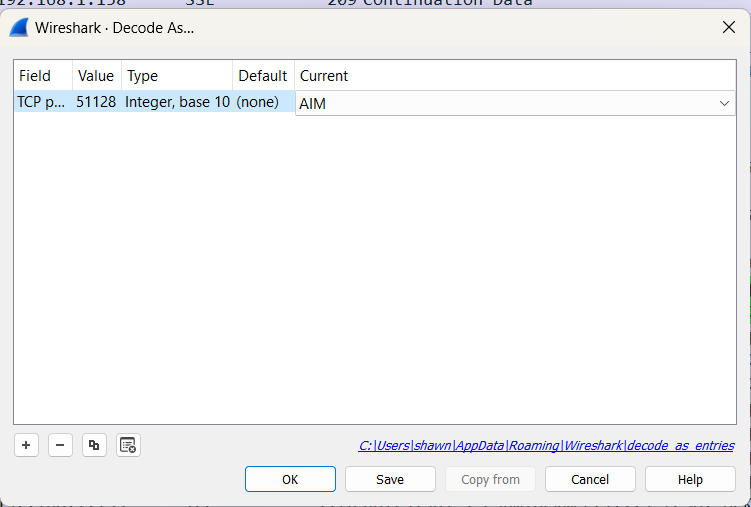 192.168.1.158 SSL 209 Continuation Data
Wireshark · Decode As...
Field Value Type Default Current
TCP p... 51128 Integer, base 10 (none) AIM
C:\Users\shawn\AppData\Roaming\Wireshark\decode_as_entries
OK Save Copy from Cancel Help